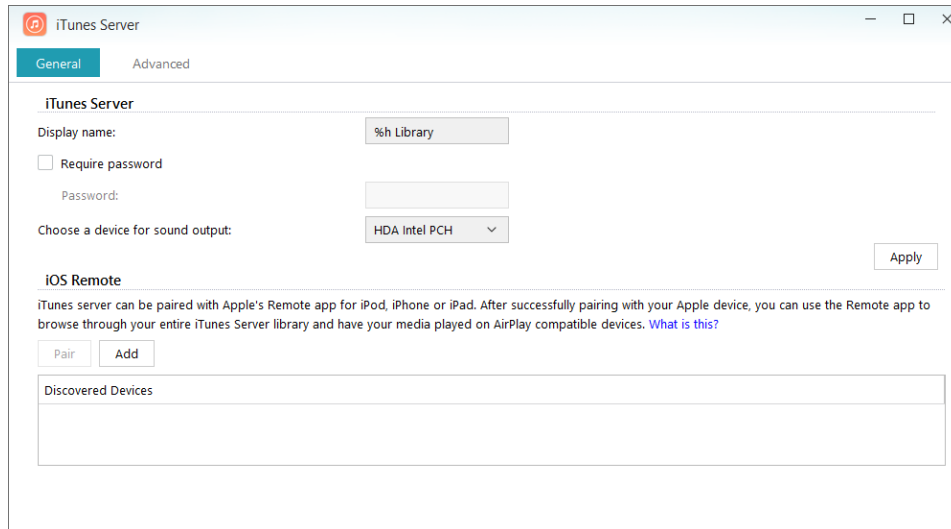 iTunes Server
General Advanced
iTunes Server
Display name: %h Library
Require password
Password:
Choose a device for sound output: HDA Intel PCH
Apply
iOS Remote
iTunes server can be paired with Apple's Remote app for iPod, iPhone or iPad. After successfully pairing with your Apple device, you can use the Remote app to
browse through your entire iTunes Server library and have your media played on AirPlay compatible devices. What is this?
Pair Add
Discovered Devices